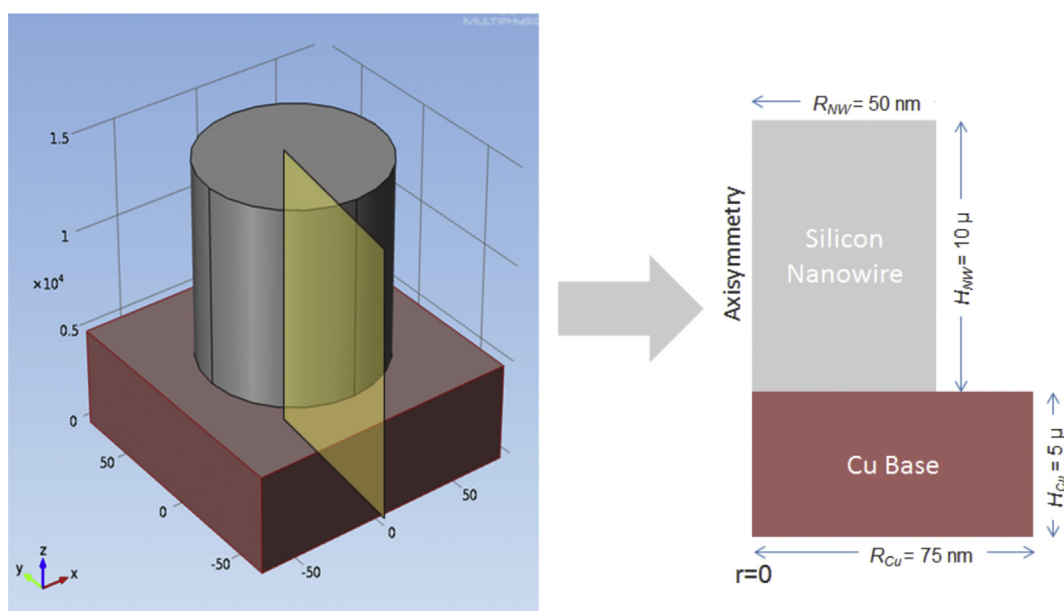 MULTIPHYSIC
1.5
1
×10⁴
0.5
0
50
0
-50
-50
0
50
z
y
x
R_NW = 50 nm
Axisymmetry
Silicon
Nanowire
H_NW = 10 µ
Cu Base
H_Cu = 5 µ
R_Cu = 75 nm
r=0